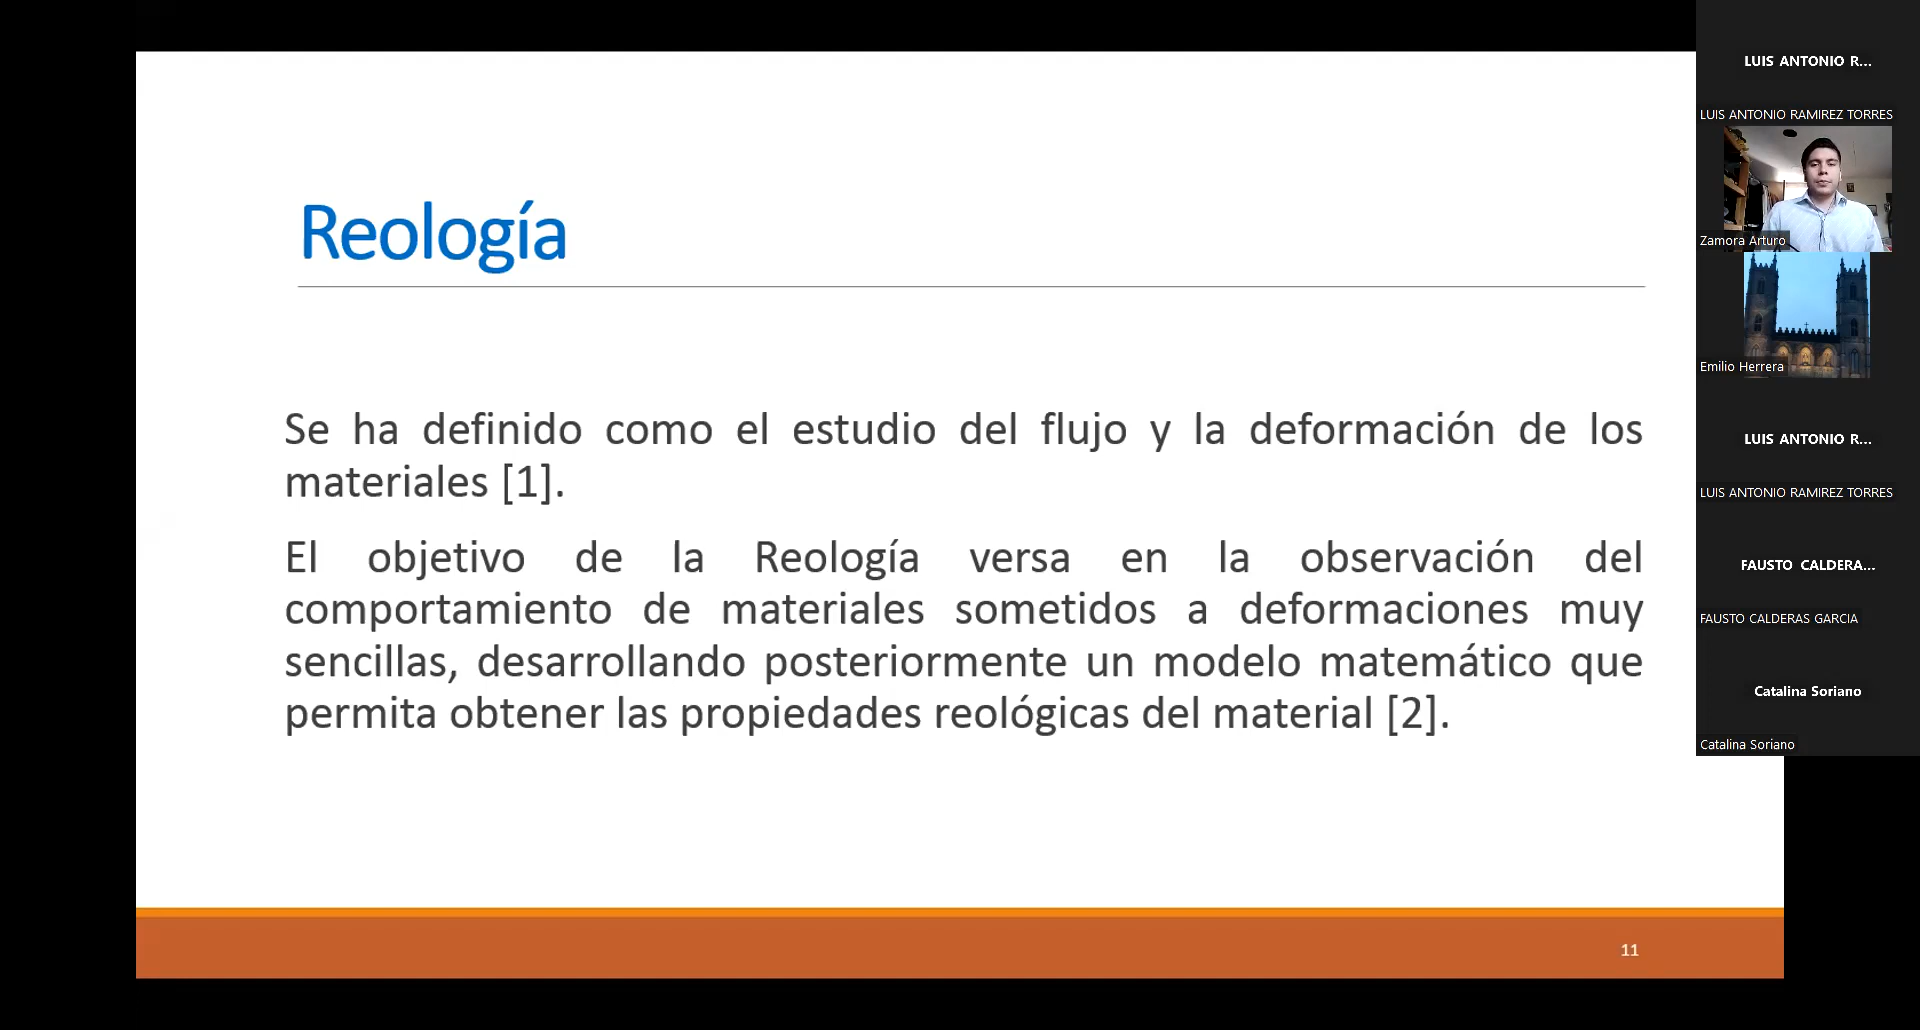 Reología
Se ha definido como el estudio del flujo y la deformación de los
materiales [1].
El objetivo de la Reología versa en la observación del
comportamiento de materiales sometidos a deformaciones muy
sencillas, desarrollando posteriormente un modelo matemático que
permita obtener las propiedades reológicas del material [2].
11
LUIS ANTONIO R...
LUIS ANTONIO RAMIREZ TORRES
Zamora Arturo
Emilio Herrera
LUIS ANTONIO R...
LUIS ANTONIO RAMIREZ TORRES
FAUSTO CALDERA...
FAUSTO CALDERAS GARCIA
Catalina Soriano
Catalina Soriano